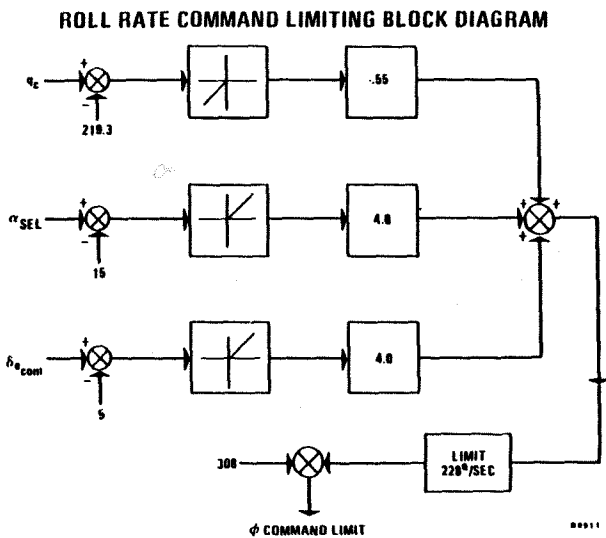 ROLL RATE COMMAND LIMITING BLOCK DIAGRAM
+
q_c
−
219.3
.55
+
α_SEL
−
15
4.0
+
+
+
+
δ_e_com
−
5
4.0
308
LIMIT
228°/SEC
ϕ COMMAND LIMIT